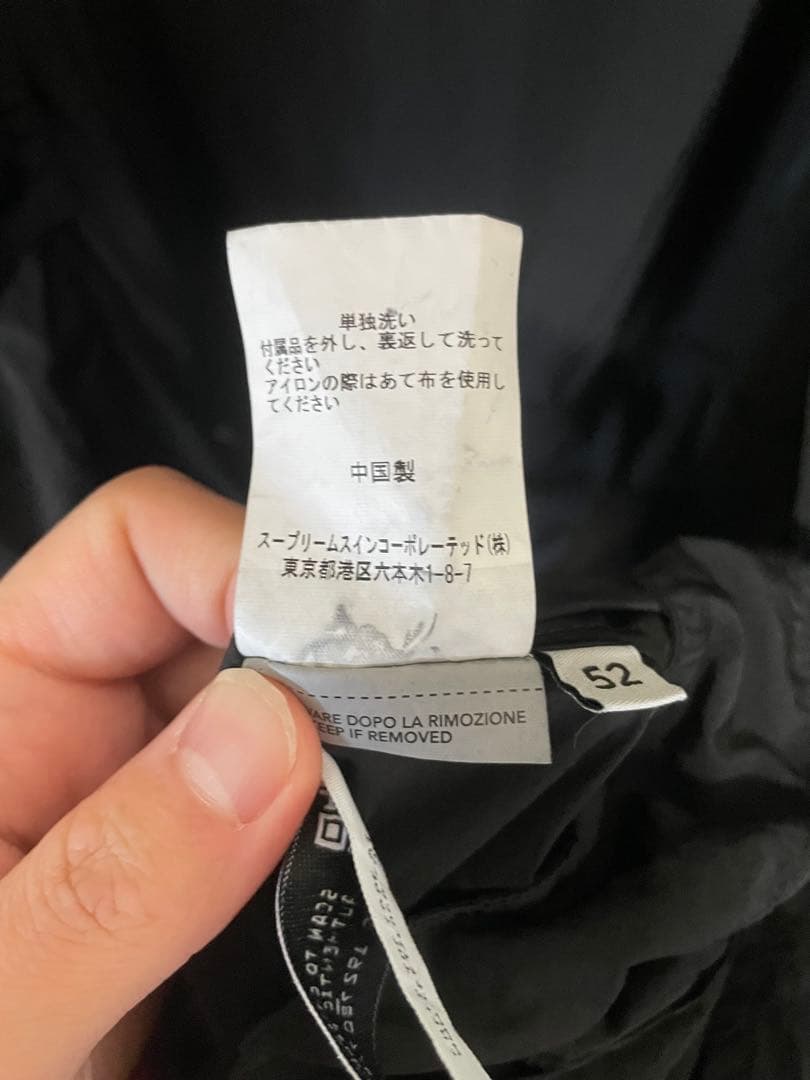 単独洗い
付属品を外し、裏返して洗って
ください
アイロンの際はあて布を使用し
てください
中国製
スープリームスインコーポレーテッド(株)
東京都港区六本木1-8-7
52
DOPO LA RIMOZIONE
IF REMOVED
SCAN TO